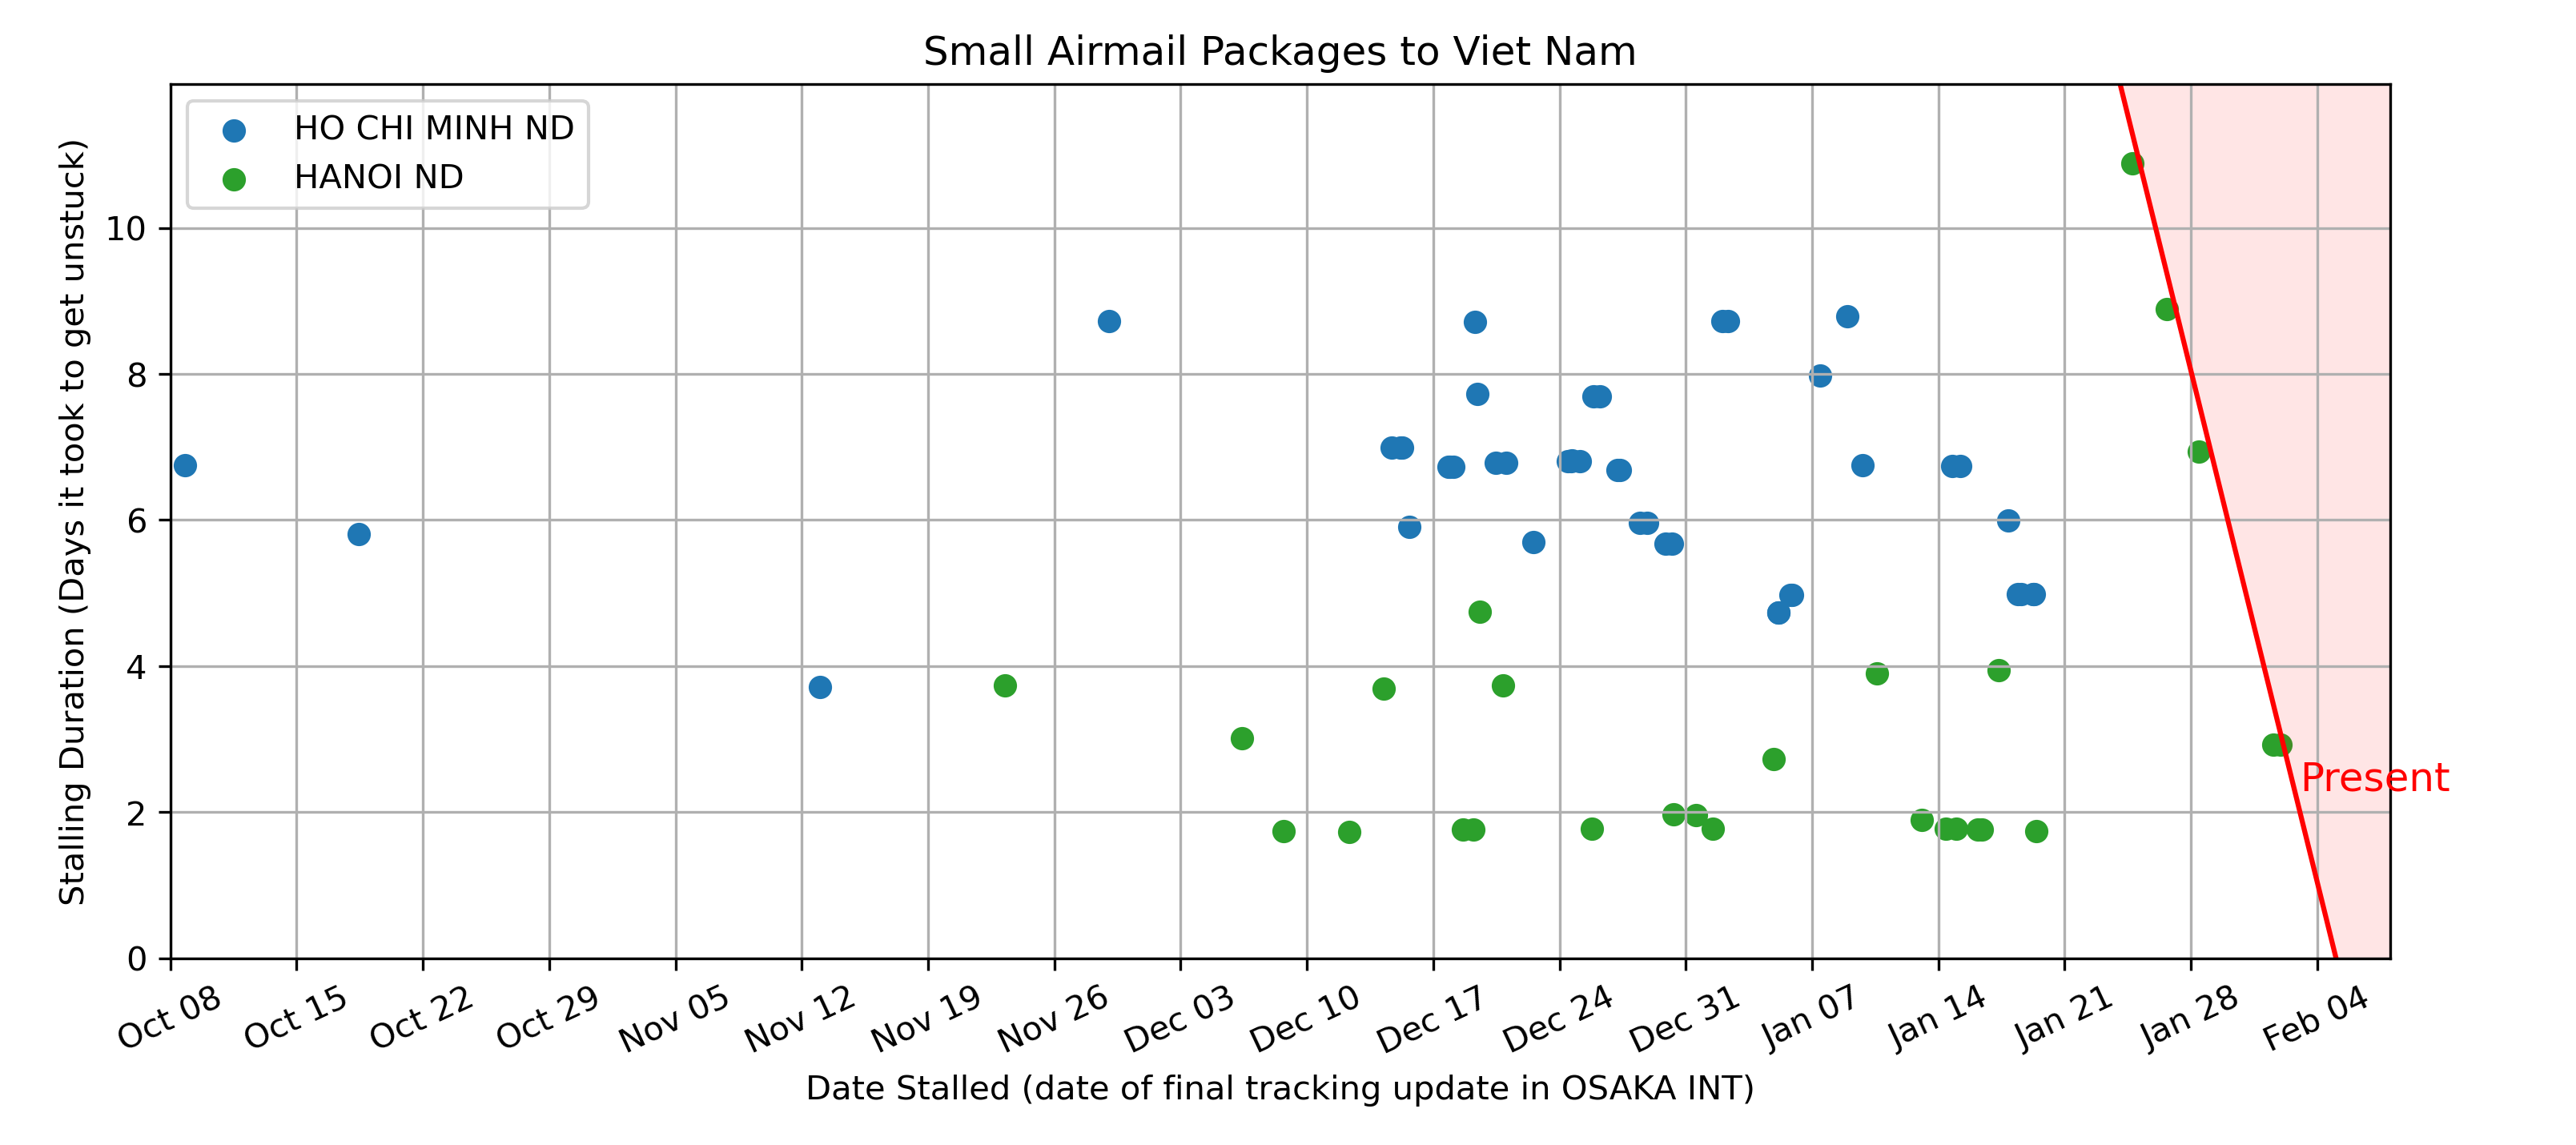 Small Airmail Packages to Viet Nam
HO CHI MINH ND
HANOI ND
Stalling Duration (Days it took to get unstuck)
10
8
6
4
2
0
Present
Oct 08
Oct 15
Oct 22
Oct 29
Nov 05
Nov 12
Nov 19
Nov 26
Dec 03
Dec 10
Dec 17
Dec 24
Dec 31
Jan 07
Jan 14
Jan 21
Jan 28
Feb 04
Date Stalled (date of final tracking update in OSAKA INT)